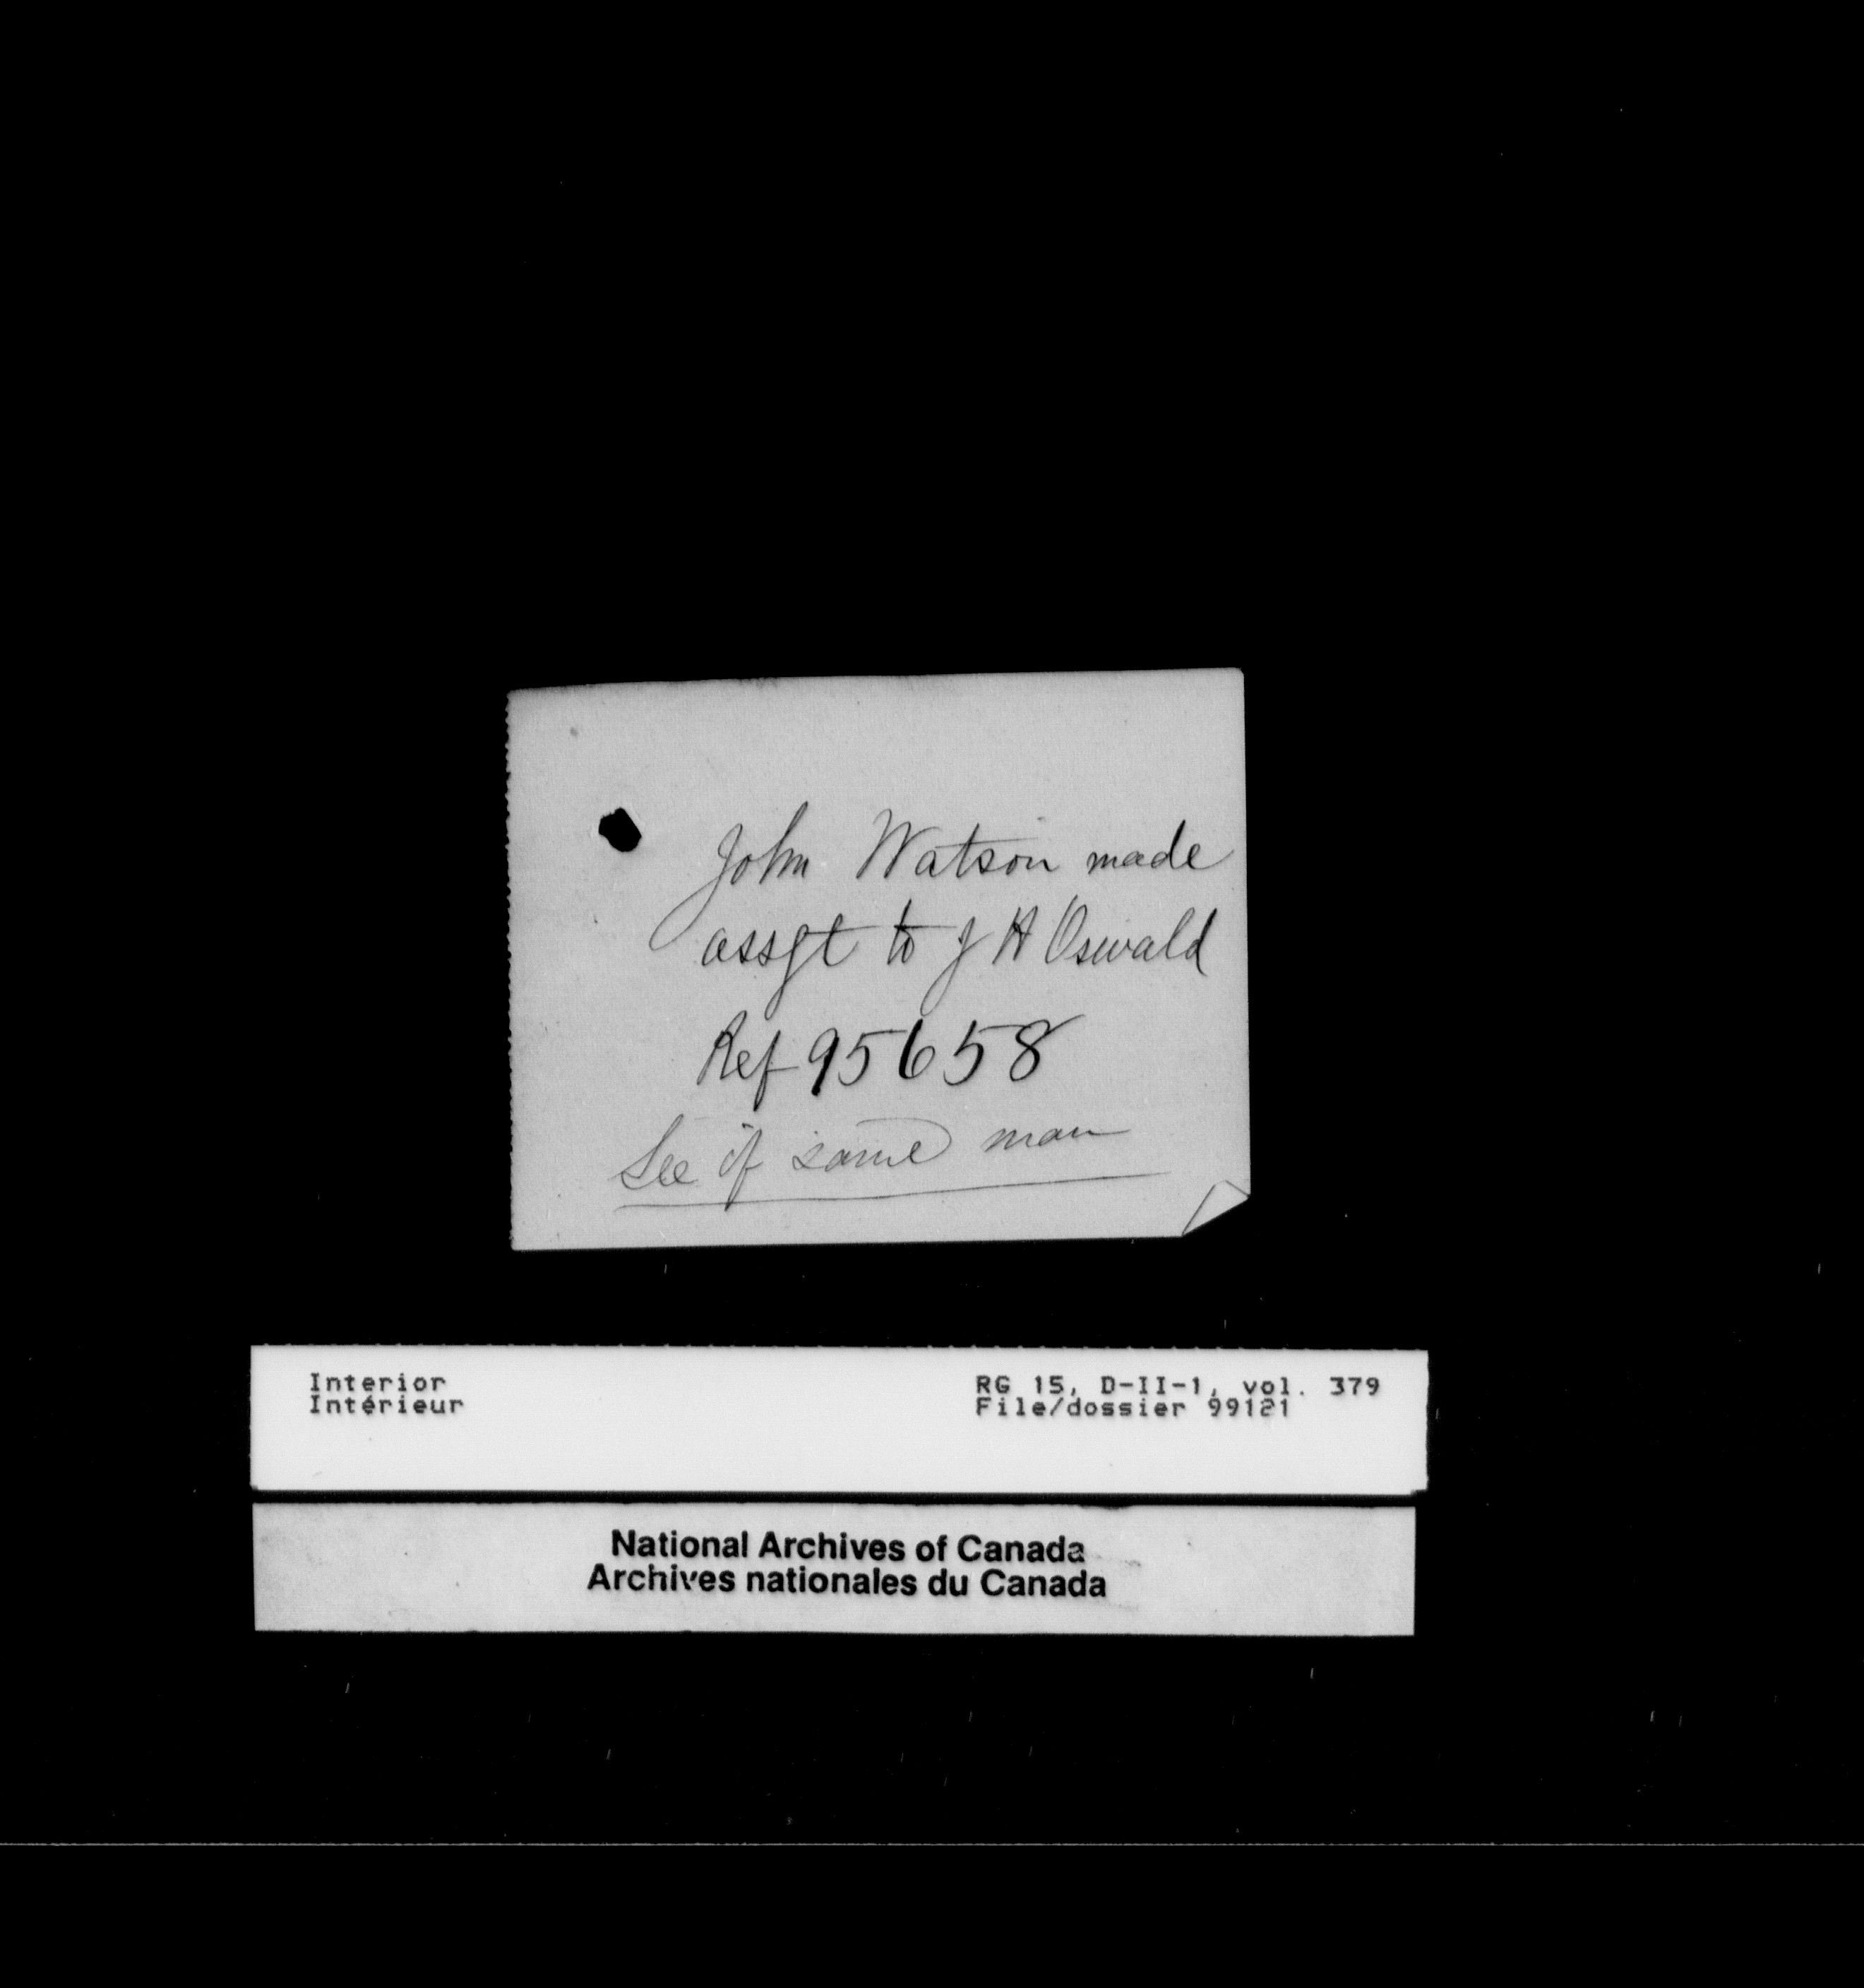 John Watson made
assgt to J H Oswald
Ref 95658
See if same man
Interior
Intérieur
RG 15, D-II-1, vol. 379
File/dossier 99121
National Archives of Canada
Archives nationales du Canada